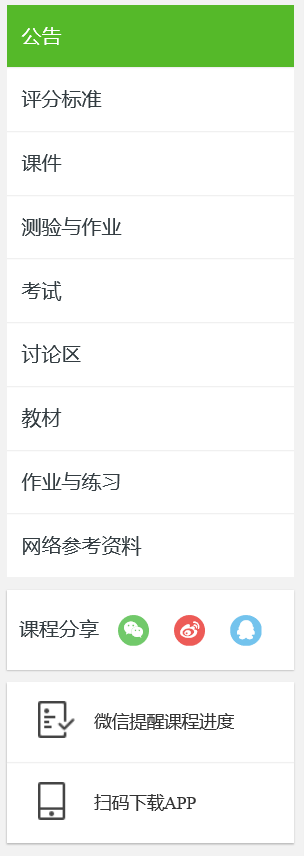 公告
评分标准
课件
测验与作业
考试
讨论区
教材
作业与练习
网络参考资料
课程分享
微信提醒课程进度
扫码下载APP